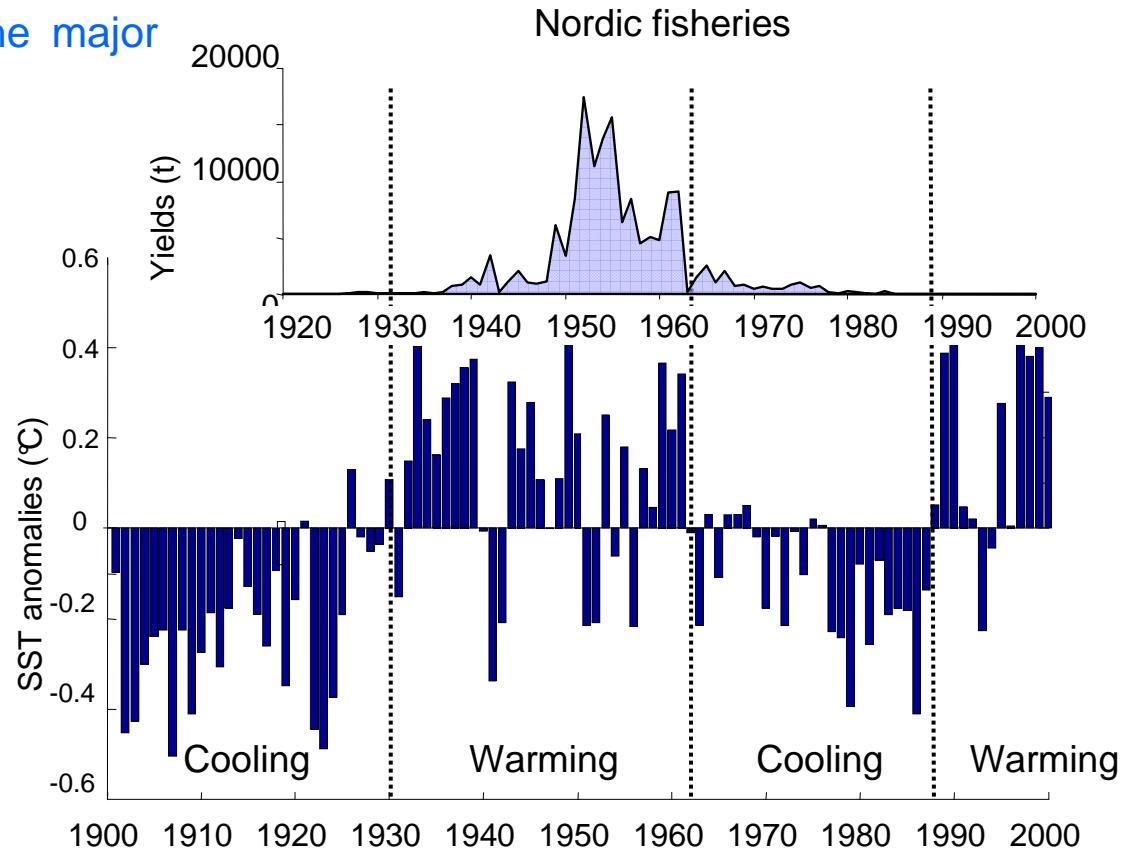 ne major
Nordic fisheries
20000
10000
0
Yields (t)
1920 1930 1940 1950 1960 1970 1980 1990 2000
0.6
0.4
0.2
0
-0.2
-0.4
-0.6
SST anomalies (°C)
Cooling Warming Cooling Warming
1900 1910 1920 1930 1940 1950 1960 1970 1980 1990 2000